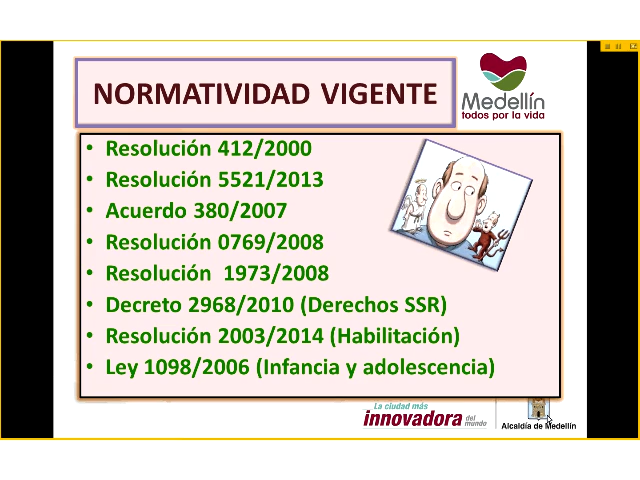 NORMATIVIDAD VIGENTE
Medellín
todos por la vida
• Resolución 412/2000
• Resolución 5521/2013
• Acuerdo 380/2007
• Resolución 0769/2008
• Resolución 1973/2008
• Decreto 2968/2010 (Derechos SSR)
• Resolución 2003/2014 (Habilitación)
• Ley 1098/2006 (Infancia y adolescencia)
La ciudad más
innovadora del mundo
Alcaldía de Medellín